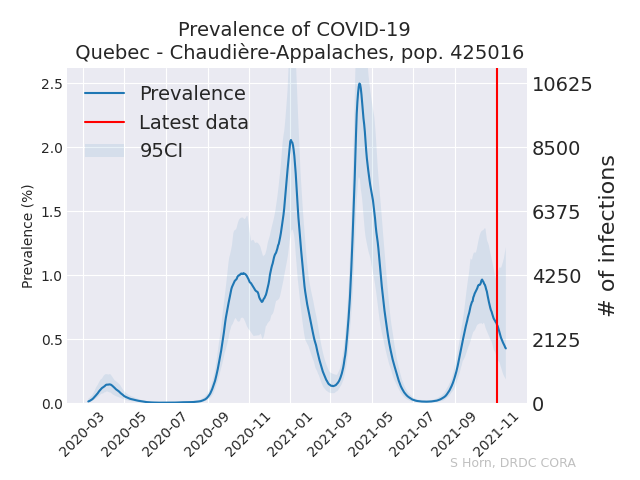 Prevalence of COVID-19
Quebec - Chaudière-Appalaches, pop. 425016
Prevalence
Latest data
95CI
Prevalence (%)
2.5
2.0
1.5
1.0
0.5
0.0
10625
8500
6375
4250
2125
0
# of infections
2020-03
2020-05
2020-07
2020-09
2020-11
2021-01
2021-03
2021-05
2021-07
2021-09
2021-11
S Horn, DRDC CORA